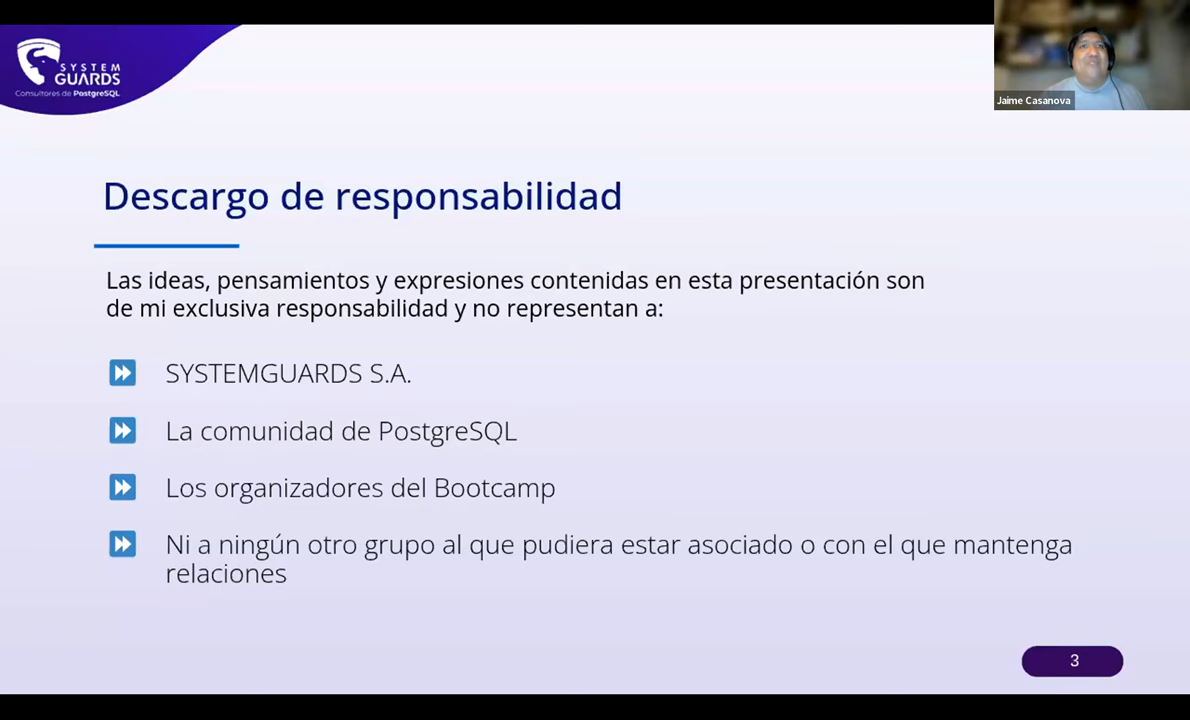 SYSTEM
GUARDS
Consultores de PostgreSQL
Jaime Casanova
Descargo de responsabilidad
Las ideas, pensamientos y expresiones contenidas en esta presentación son
de mi exclusiva responsabilidad y no representan a:
SYSTEMGUARDS S.A.
La comunidad de PostgreSQL
Los organizadores del Bootcamp
Ni a ningún otro grupo al que pudiera estar asociado o con el que mantenga
relaciones
3